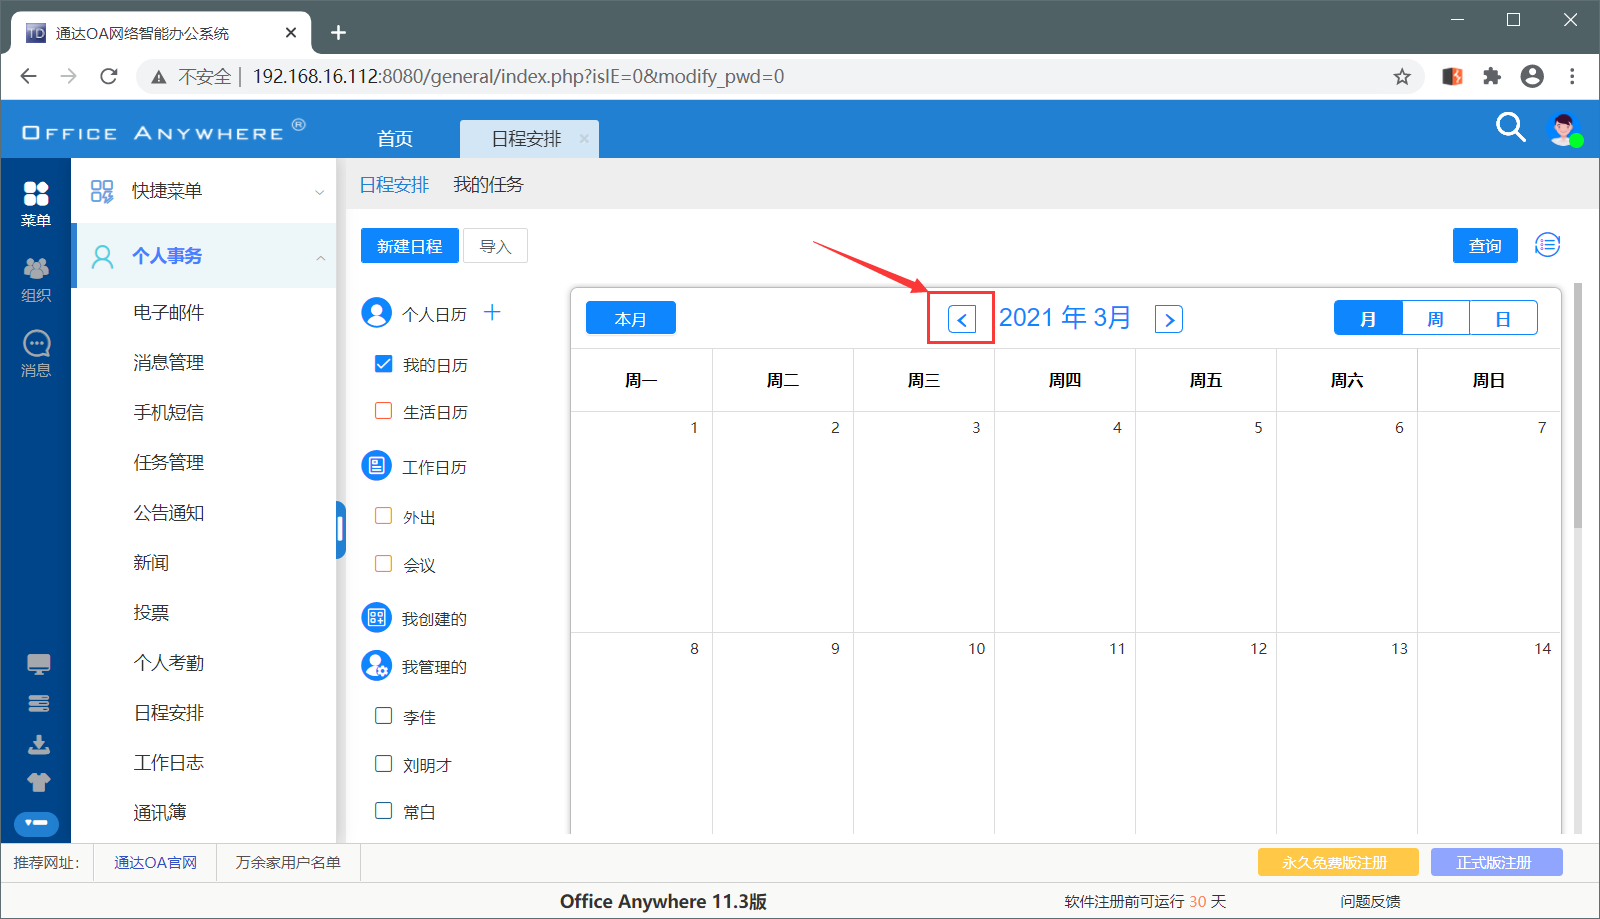 通达OA网络智能办公系统
不安全 | 192.168.16.112:8080/general/index.php?isIE=0&modify_pwd=0
OFFICE ANYWHERE ®
首页
日程安排
菜单
组织
消息
快捷菜单
个人事务
电子邮件
消息管理
手机短信
任务管理
公告通知
新闻
投票
个人考勤
日程安排
工作日志
通讯簿
日程安排 我的任务
新建日程 导入
查询
个人日历
我的日历
生活日历
工作日历
外出
会议
我创建的
我管理的
李佳
刘明才
常白
本月
2021 年 3月
月 周 日
周一 周二 周三 周四 周五 周六 周日
1 2 3 4 5 6 7
8 9 10 11 12 13 14
推荐网址: 通达OA官网 万余家用户名单
永久免费版注册 正式版注册
Office Anywhere 11.3版
软件注册前可运行 30 天
问题反馈